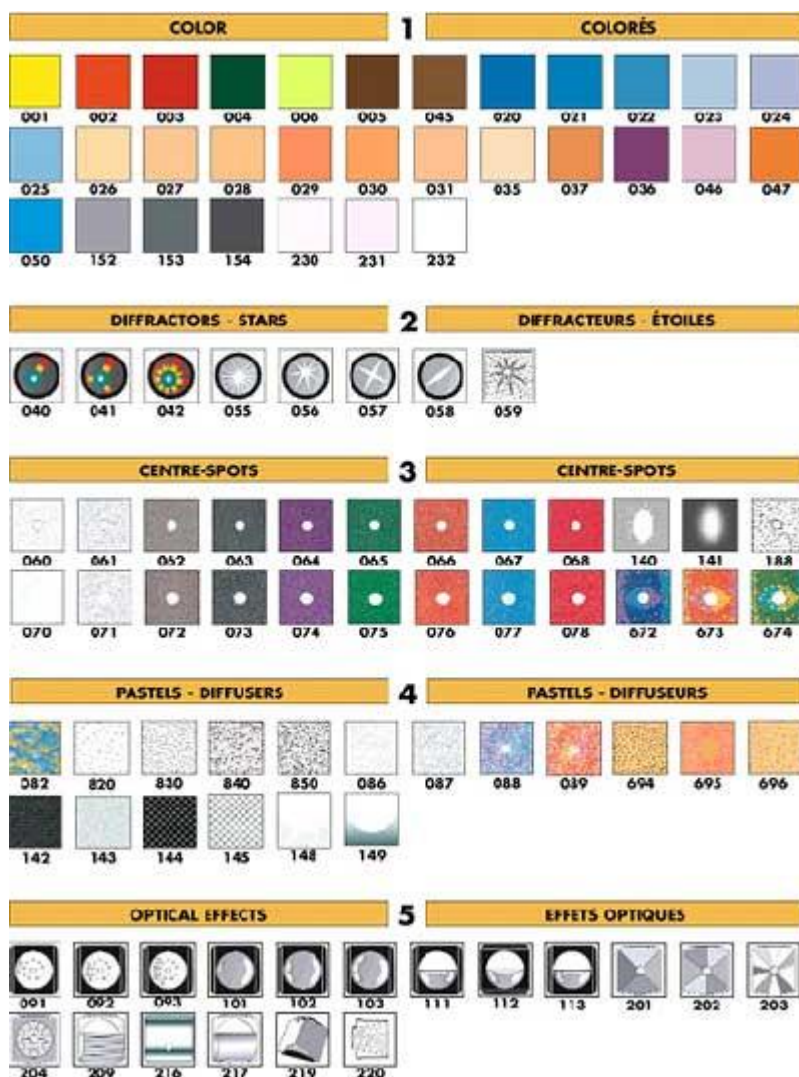 COLOR 1 COLORÉS
001 002 003 004 006 005 045 020 021 022 023 024
025 026 027 028 029 030 031 035 037 036 046 047
050 152 153 154 230 231 232
DIFFRACTORS - STARS 2 DIFFRACTEURS - ÉTOILES
040 041 042 055 056 057 058 059
CENTRE-SPOTS 3 CENTRE-SPOTS
060 061 062 063 064 065 066 067 068 140 141 188
070 071 072 073 074 075 076 077 078 672 673 674
PASTELS - DIFFUSERS 4 PASTELS - DIFFUSEURS
082 820 830 840 850 086 087 088 089 694 695 696
142 143 144 145 148 149
OPTICAL EFFECTS 5 EFFETS OPTIQUES
091 092 093 101 102 103 111 112 113 201 202 203
204 209 216 217 219 220